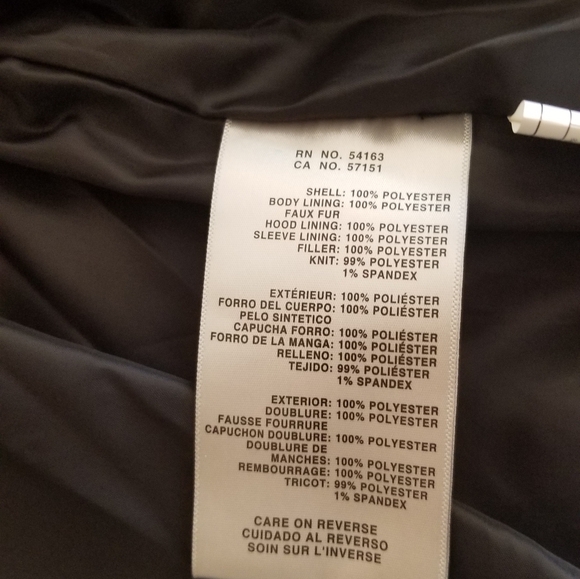 RN NO. 54163
CA NO. 57151
SHELL: 100% POLYESTER
BODY LINING: 100% POLYESTER
FAUX FUR
HOOD LINING: 100% POLYESTER
SLEEVE LINING: 100% POLYESTER
FILLER: 100% POLYESTER
KNIT: 99% POLYESTER
1% SPANDEX
EXTÉRIEUR: 100% POLIÉSTER
FORRO DEL CUERPO: 100% POLIÉSTER
PELO SINTETICO
CAPUCHA FORRO: 100% POLIÉSTER
FORRO DE LA MANGA: 100% POLIÉSTER
RELLENO: 100% POLIÉSTER
TEJIDO: 99% POLIÉSTER
1% SPANDEX
EXTERIOR: 100% POLYESTER
DOUBLURE: 100% POLYESTER
FAUSSE FOURRURE
CAPUCHON DOUBLURE: 100% POLYESTER
DOUBLURE DE
MANCHES: 100% POLYESTER
REMBOURRAGE: 100% POLYESTER
TRICOT: 99% POLYESTER
1% SPANDEX
CARE ON REVERSE
CUIDADO AL REVERSO
SOIN SUR L'INVERSE